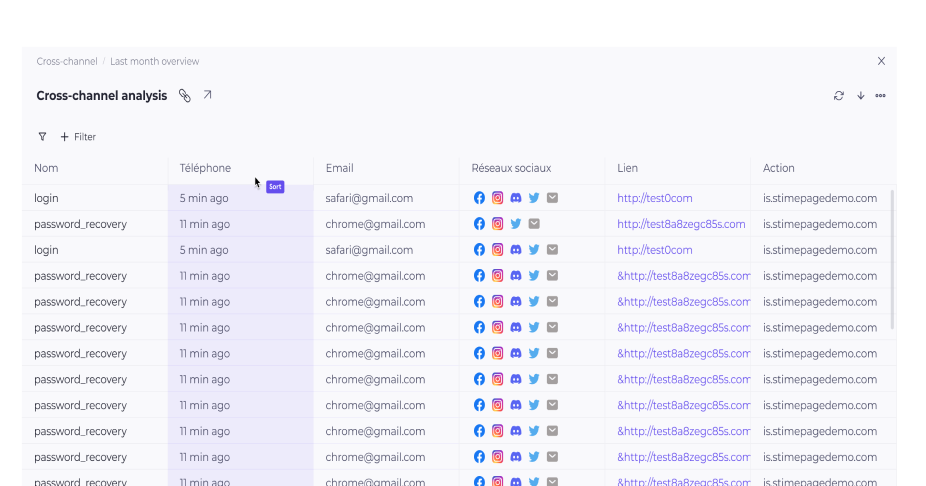 Cross-channel / Last month overview X
Cross-channel analysis
+ Filter
Nom Téléphone Email Réseaux sociaux Lien Action
Sort
login 5 min ago safari@gmail.com http://test0com is.stimepagedemo.com
password_recovery 11 min ago chrome@gmail.com http://test8a8zegc85s.com is.stimepagedemo.com
login 5 min ago safari@gmail.com http://test0com is.stimepagedemo.com
password_recovery 11 min ago chrome@gmail.com &http://test8a8zegc85s.com is.stimepagedemo.com
password_recovery 11 min ago chrome@gmail.com &http://test8a8zegc85s.com is.stimepagedemo.com
password_recovery 11 min ago chrome@gmail.com &http://test8a8zegc85s.com is.stimepagedemo.com
password_recovery 11 min ago chrome@gmail.com &http://test8a8zegc85s.com is.stimepagedemo.com
password_recovery 11 min ago chrome@gmail.com &http://test8a8zegc85s.com is.stimepagedemo.com
password_recovery 11 min ago chrome@gmail.com &http://test8a8zegc85s.com is.stimepagedemo.com
password_recovery 11 min ago chrome@gmail.com &http://test8a8zegc85s.com is.stimepagedemo.com
password_recovery 11 min ago chrome@gmail.com &http://test8a8zegc85s.com is.stimepagedemo.com
password_recovery 11 min ago chrome@gmail.com &http://test8a8zegc85s.com is.stimepagedemo.com